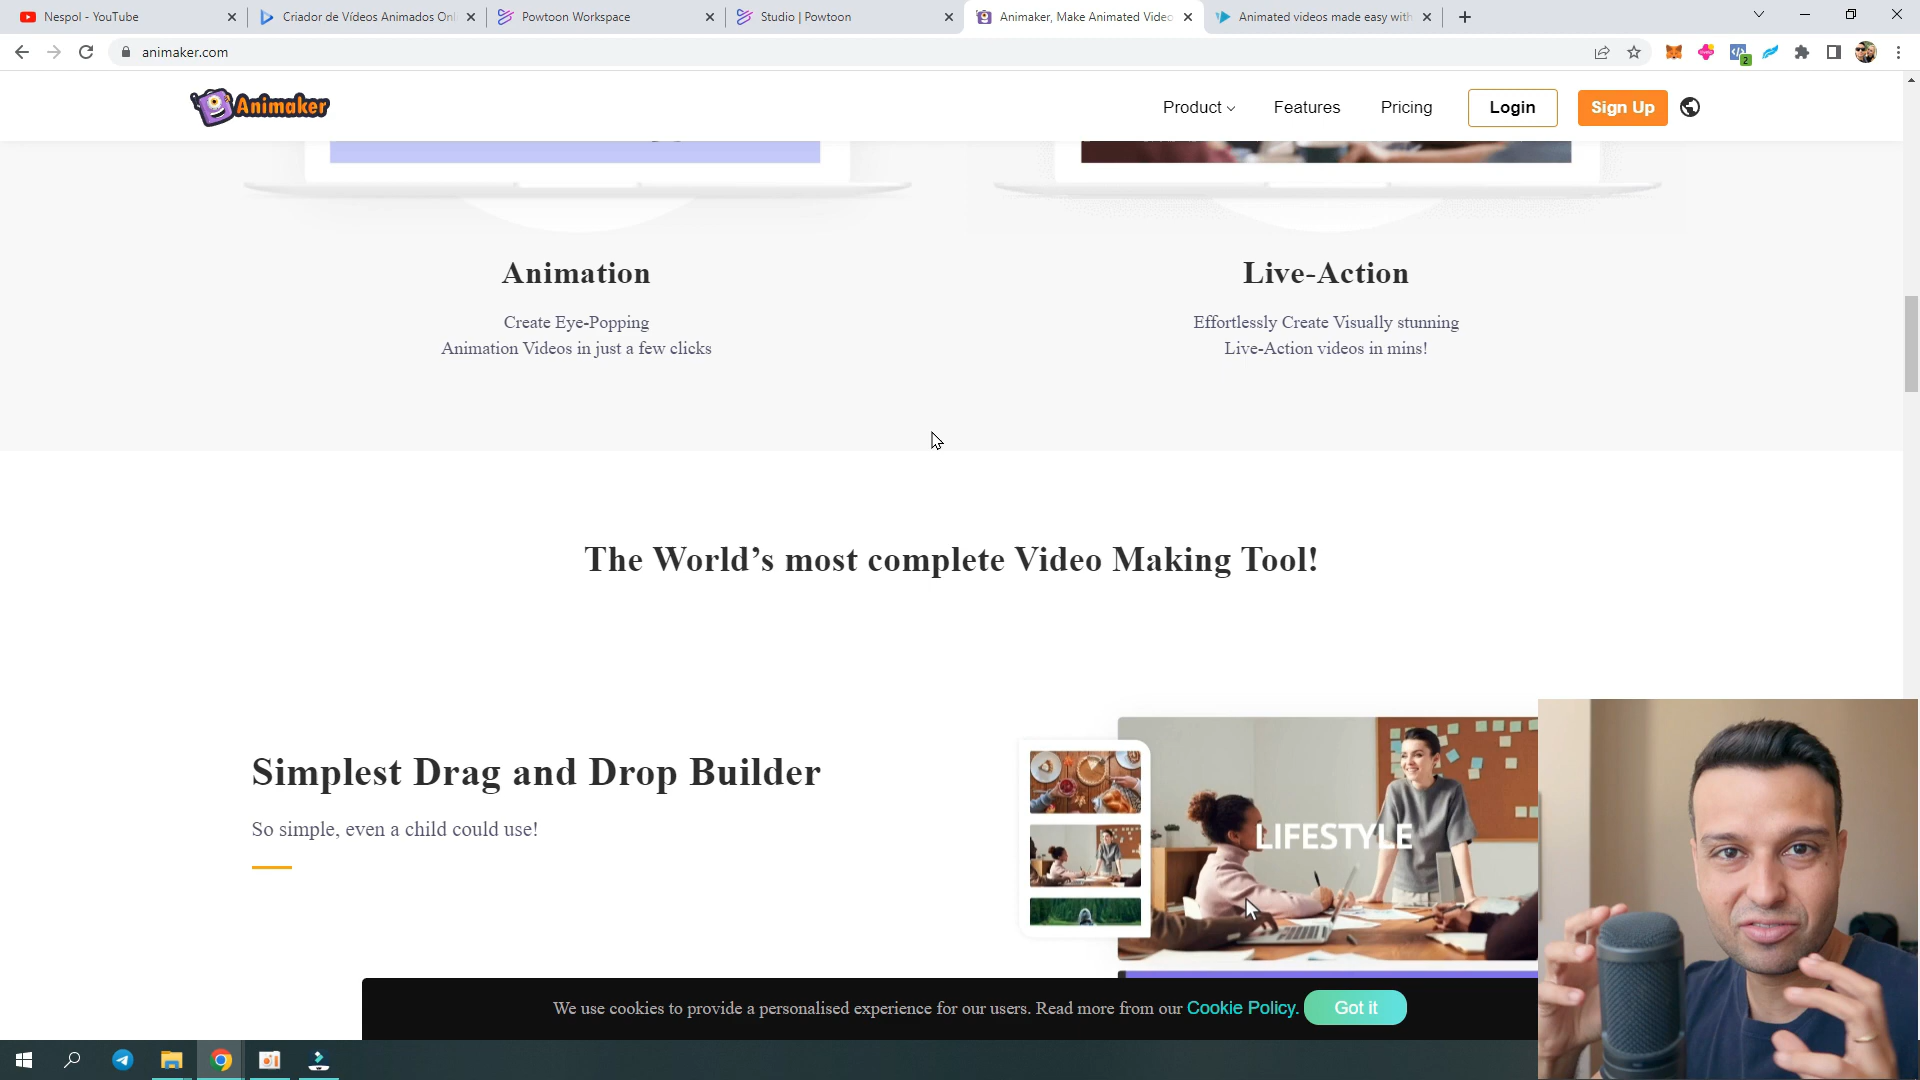 Nespol - YouTube
Criador de Vídeos Animados Onl
Powtoon Workspace
Studio | Powtoon
Animaker, Make Animated Video
Animated videos made easy with
animaker.com
2
Animaker
Product
Features
Pricing
Login
Sign Up
Animation
Create Eye-Popping
Animation Videos in just a few clicks
Live-Action
Effortlessly Create Visually stunning
Live-Action videos in mins!
The World’s most complete Video Making Tool!
Simplest Drag and Drop Builder
So simple, even a child could use!
LIFESTYLE
We use cookies to provide a personalised experience for our users. Read more from our Cookie Policy.
Got it